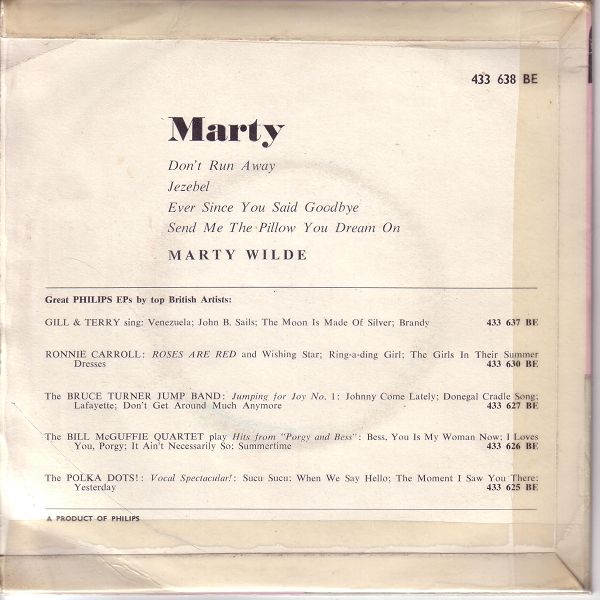 433 638 BE
Marty
Don't Run Away
Jezebel
Ever Since You Said Goodbye
Send Me The Pillow You Dream On
MARTY WILDE
Great PHILIPS EPs by top British Artists:
GILL & TERRY sing: Venezuela; John B. Sails; The Moon Is Made Of Silver; Brandy 433 637 BE
RONNIE CARROLL: ROSES ARE RED and Wishing Star; Ring-a-ding Girl; The Girls In Their Summer
Dresses 433 630 BE
The BRUCE TURNER JUMP BAND: Jumping for Joy No. 1: Johnny Come Lately; Donegal Cradle Song;
Lafayette; Don't Get Around Much Anymore 433 627 BE
The BILL McGUFFIE QUARTET play Hits from "Porgy and Bess": Bess, You Is My Woman Now; I Loves
You, Porgy; It Ain't Necessarily So; Summertime 433 626 BE
The POLKA DOTS!: Vocal Spectacular!: Sucu Sucu; When We Say Hello; The Moment I Saw You There;
Yesterday 433 625 BE
A PRODUCT OF PHILIPS